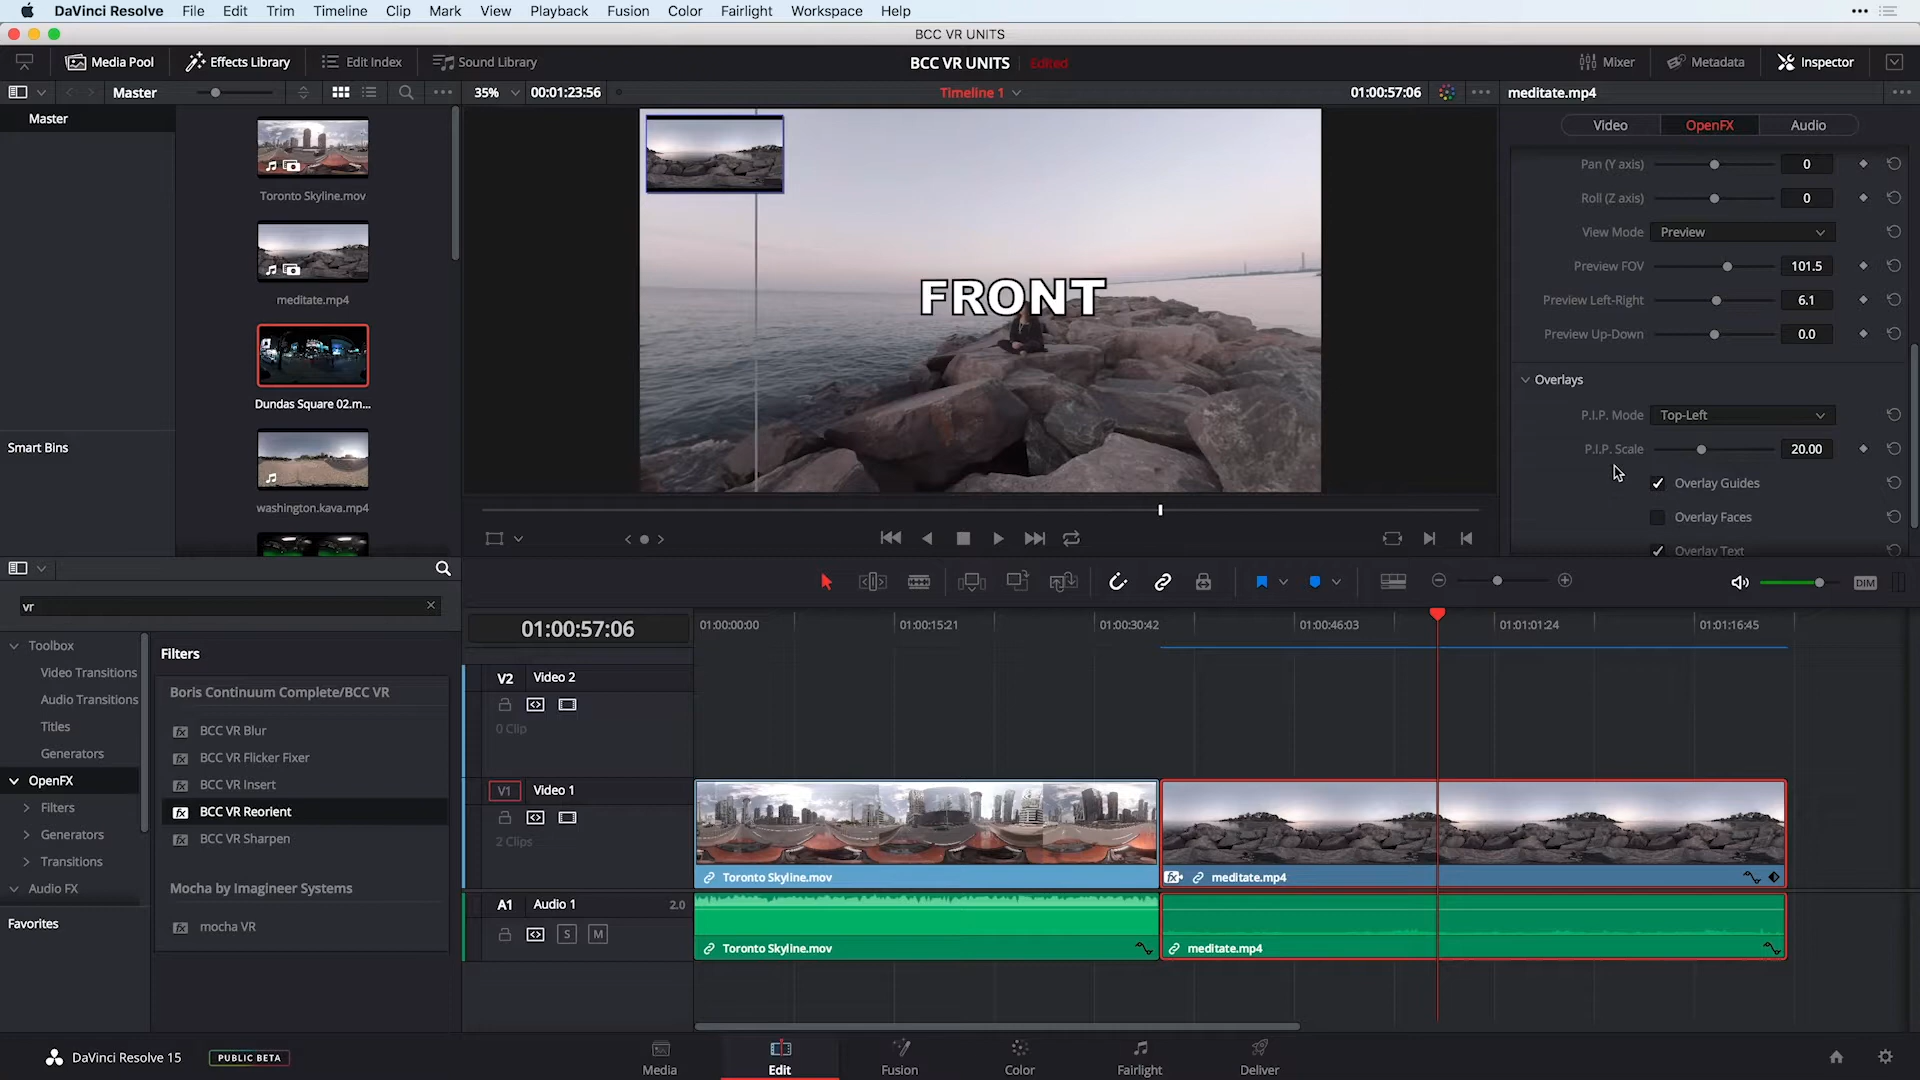 DaVinci Resolve File Edit Trim Timeline Clip Mark View Playback Fusion Color Fairlight Workspace Help
BCC VR UNITS
Media Pool Effects Library Edit Index Sound Library BCC VR UNITS Edited Mixer Metadata Inspector
Master 35% 00:01:23:56 Timeline 1 01:00:57:06 meditate.mp4
Master
Video OpenFX Audio
Toronto Skyline.mov
meditate.mp4
Dundas Square 02.m...
washington.kava.mp4
Smart Bins
FRONT
Pan (Y axis) 0
Roll (Z axis) 0
View Mode Preview
Preview FOV 101.5
Preview Left-Right 6.1
Preview Up-Down 0.0
Overlays
P.I.P. Mode Top-Left
P.I.P. Scale 20.00
Overlay Guides
Overlay Faces
Overlay Text
DIM
vr
Toolbox
Video Transitions
Audio Transitions
Titles
Generators
OpenFX
Filters
Generators
Transitions
Audio FX
Favorites
Filters
Boris Continuum Complete/BCC VR
fx BCC VR Blur
fx BCC VR Flicker Fixer
fx BCC VR Insert
fx BCC VR Reorient
fx BCC VR Sharpen
Mocha by Imagineer Systems
fx mocha VR
01:00:57:06 01:00:00:00 01:00:15:21 01:00:30:42 01:00:46:03 01:01:01:24 01:01:16:45
V2 Video 2
0 Clip
V1 Video 1
2 Clips
Toronto Skyline.mov fx meditate.mp4
A1 Audio 1 2.0
S M
Toronto Skyline.mov meditate.mp4
DaVinci Resolve 15 PUBLIC BETA
Media Edit Fusion Color Fairlight Deliver